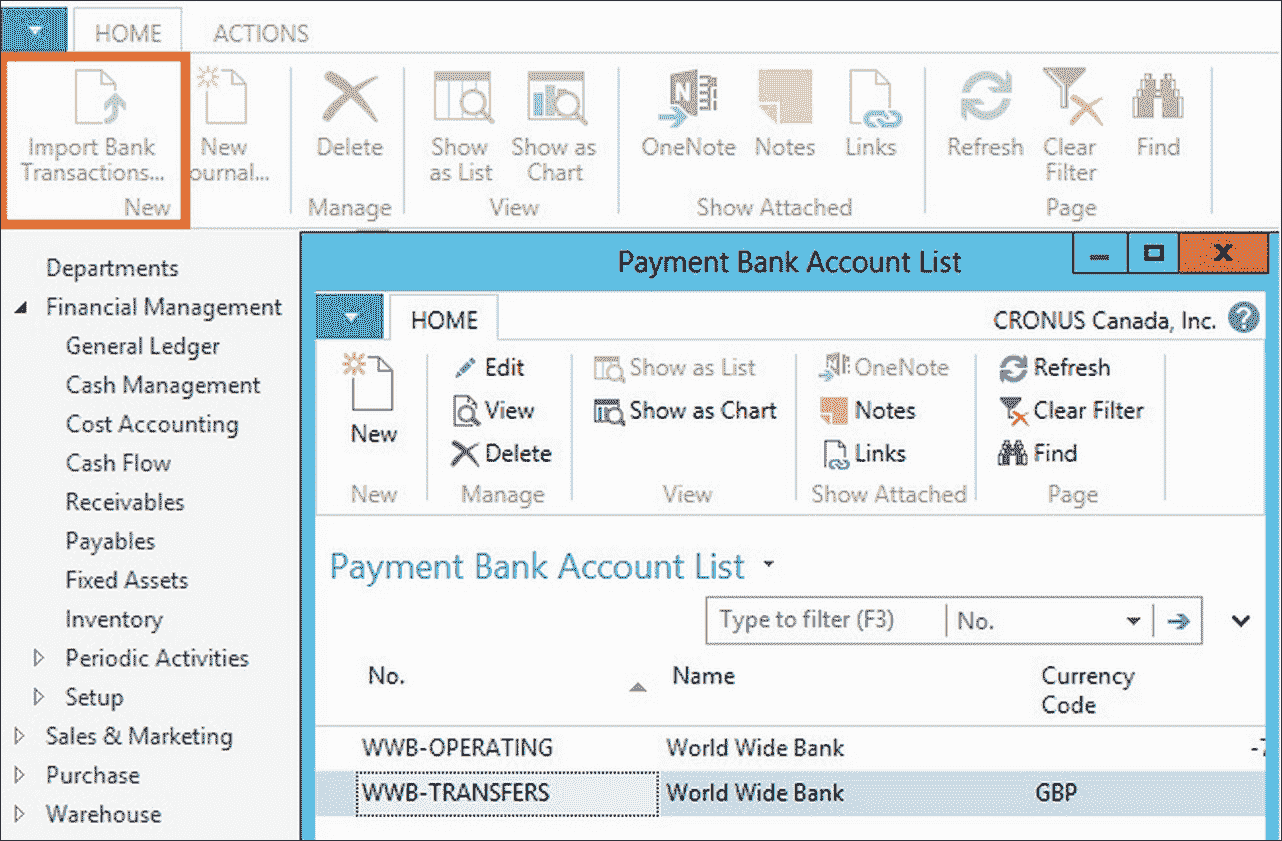 HOME ACTIONS
Import Bank Transactions...
New ournal...
New
Delete
Manage
Show as List
Show as Chart
View
OneNote
Notes
Links
Show Attached
Refresh
Clear Filter
Find
Page
Departments
Financial Management
General Ledger
Cash Management
Cost Accounting
Cash Flow
Receivables
Payables
Fixed Assets
Inventory
Periodic Activities
Setup
Sales & Marketing
Purchase
Warehouse
Payment Bank Account List
HOME
CRONUS Canada, Inc.
New
New
Edit
View
Delete
Manage
Show as List
Show as Chart
View
OneNote
Notes
Links
Show Attached
Refresh
Clear Filter
Find
Page
Payment Bank Account List
Type to filter (F3) No.
No. Name Currency Code
WWB-OPERATING World Wide Bank
WWB-TRANSFERS World Wide Bank GBP